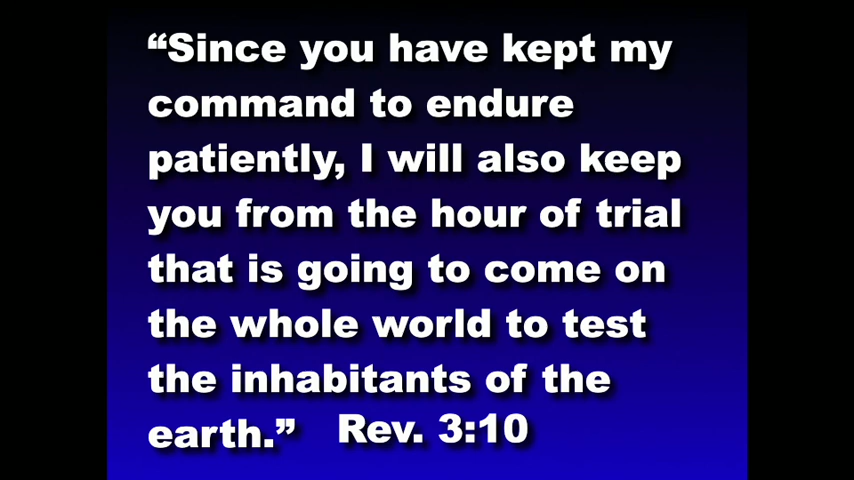 “Since you have kept my
command to endure
patiently, I will also keep
you from the hour of trial
that is going to come on
the whole world to test
the inhabitants of the
earth.” Rev. 3:10